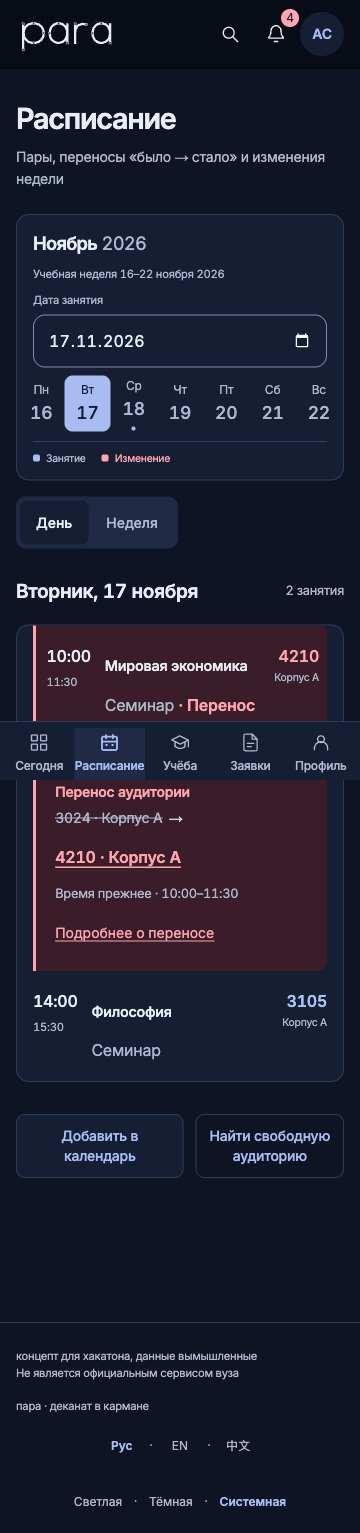 para
4
AC
Расписание
Пары, переносы «было → стало» и изменения
недели
Ноябрь 2026
Учебная неделя 16–22 ноября 2026
Дата занятия
17.11.2026
Пн Вт Ср Чт Пт Сб Вс
16 17 18 19 20 21 22
Занятие Изменение
День Неделя
Вторник, 17 ноября 2 занятия
10:00 Мировая экономика 4210
11:30 Корпус А
Семинар · Перенос
Сегодня Расписание Учёба Заявки Профиль
Перенос аудитории
3024 · Корпус А →
4210 · Корпус А
Время прежнее · 10:00–11:30
Подробнее о переносе
14:00 Философия 3105
15:30 Корпус А
Семинар
Добавить в
календарь
Найти свободную
аудиторию
концепт для хакатона, данные вымышленные
Не является официальным сервисом вуза
пара · деканат в кармане
Рус · EN · 中文
Светлая · Тёмная · Системная